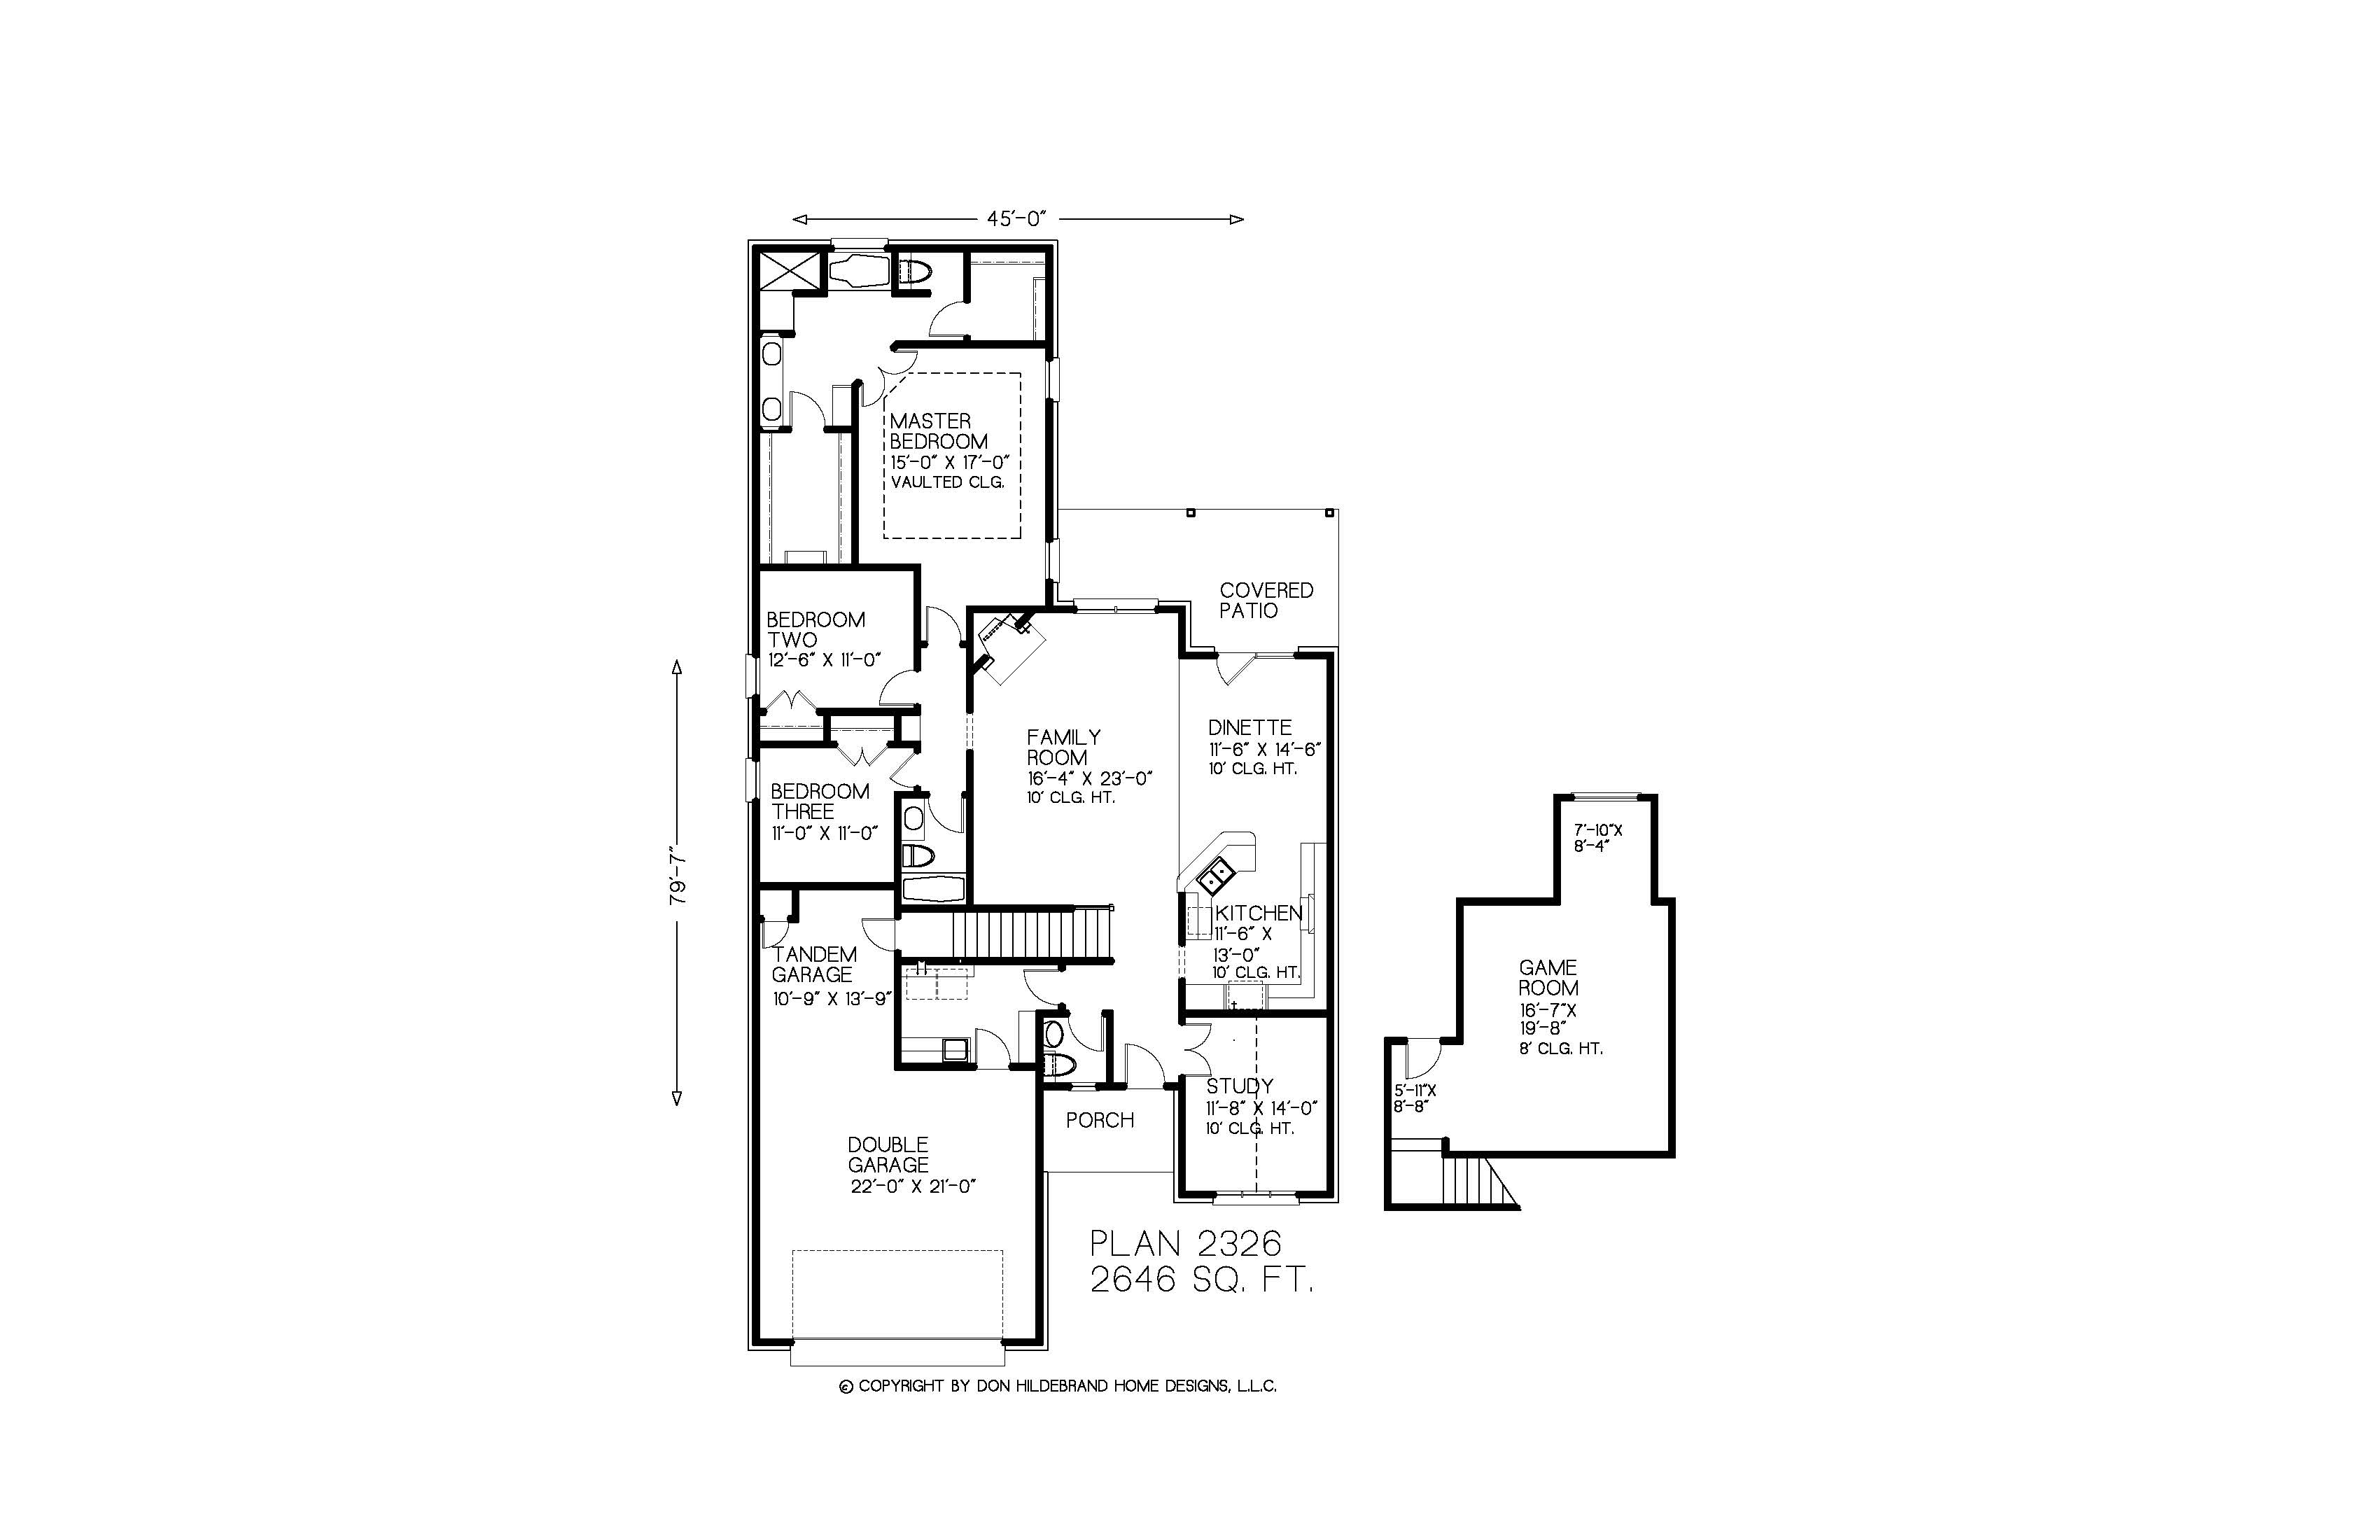 45'-0"
MASTER
BEDROOM
15'-0" X 17'-0"
VAULTED CLG.
COVERED
PATIO
BEDROOM
TWO
12'-6" X 11'-0"
FAMILY
ROOM
16'-4" X 23'-0"
10' CLG. HT.
DINETTE
11'-6" X 14'-6"
10' CLG. HT.
BEDROOM
THREE
11'-0" X 11'-0"
79'-7"
KITCHEN
11'-6" X
13'-0"
10' CLG. HT.
TANDEM
GARAGE
10'-9" X 13'-9"
STUDY
11'-8" X 14'-0"
10' CLG. HT.
PORCH
DOUBLE
GARAGE
22'-0" X 21'-0"
7'-10"X
8'-4"
GAME
ROOM
16'-7"X
19'-8"
8' CLG. HT.
5'-11"X
8'-8"
PLAN 2326
2646 SQ. FT.
© COPYRIGHT BY DON HILDEBRAND HOME DESIGNS, L.L.C.